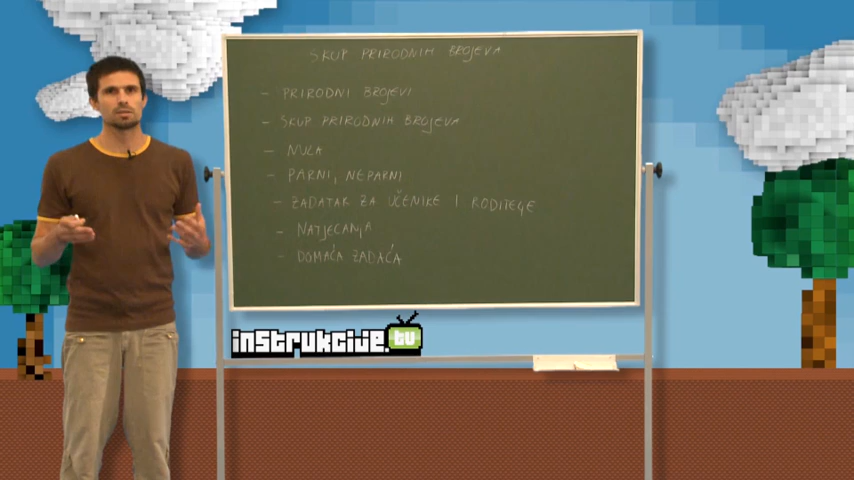 SKUP PRIRODNIH BROJEVA
- PRIRODNI BROJEVI
- SKUP PRIRODNIH BROJEVA
- NULA
- PARNI, NEPARNI
- ZADATAK ZA UČENIKE I RODITELJE
- NATJECANJA
- DOMAĆA ZADAĆA
instrukcije.tv